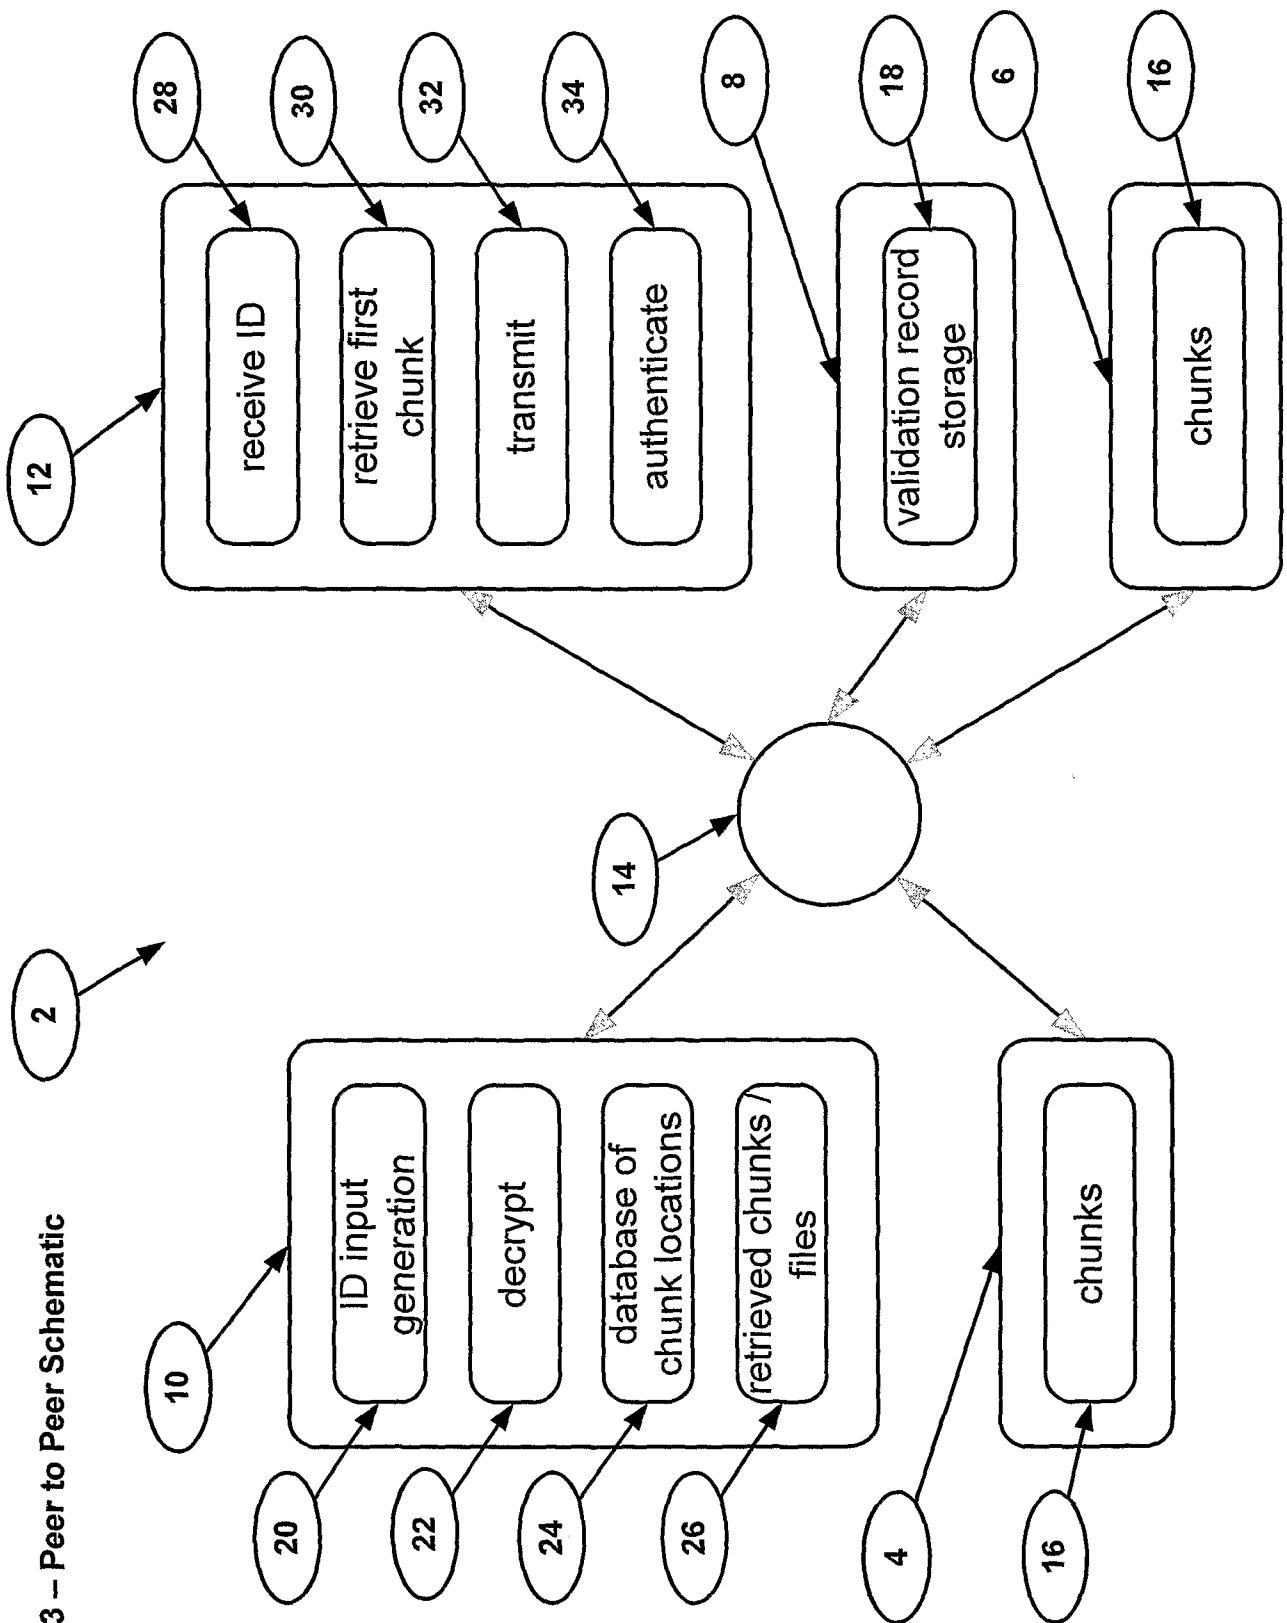 3 – Peer to Peer Schematic
2
10
20
ID input
generation
22
decrypt
24
database of
chunk locations
26
retrieved chunks /
files
4
16
chunks
14
12
receive ID
28
retrieve first
chunk
30
transmit
32
authenticate
34
8
validation record
storage
18
6
chunks
16